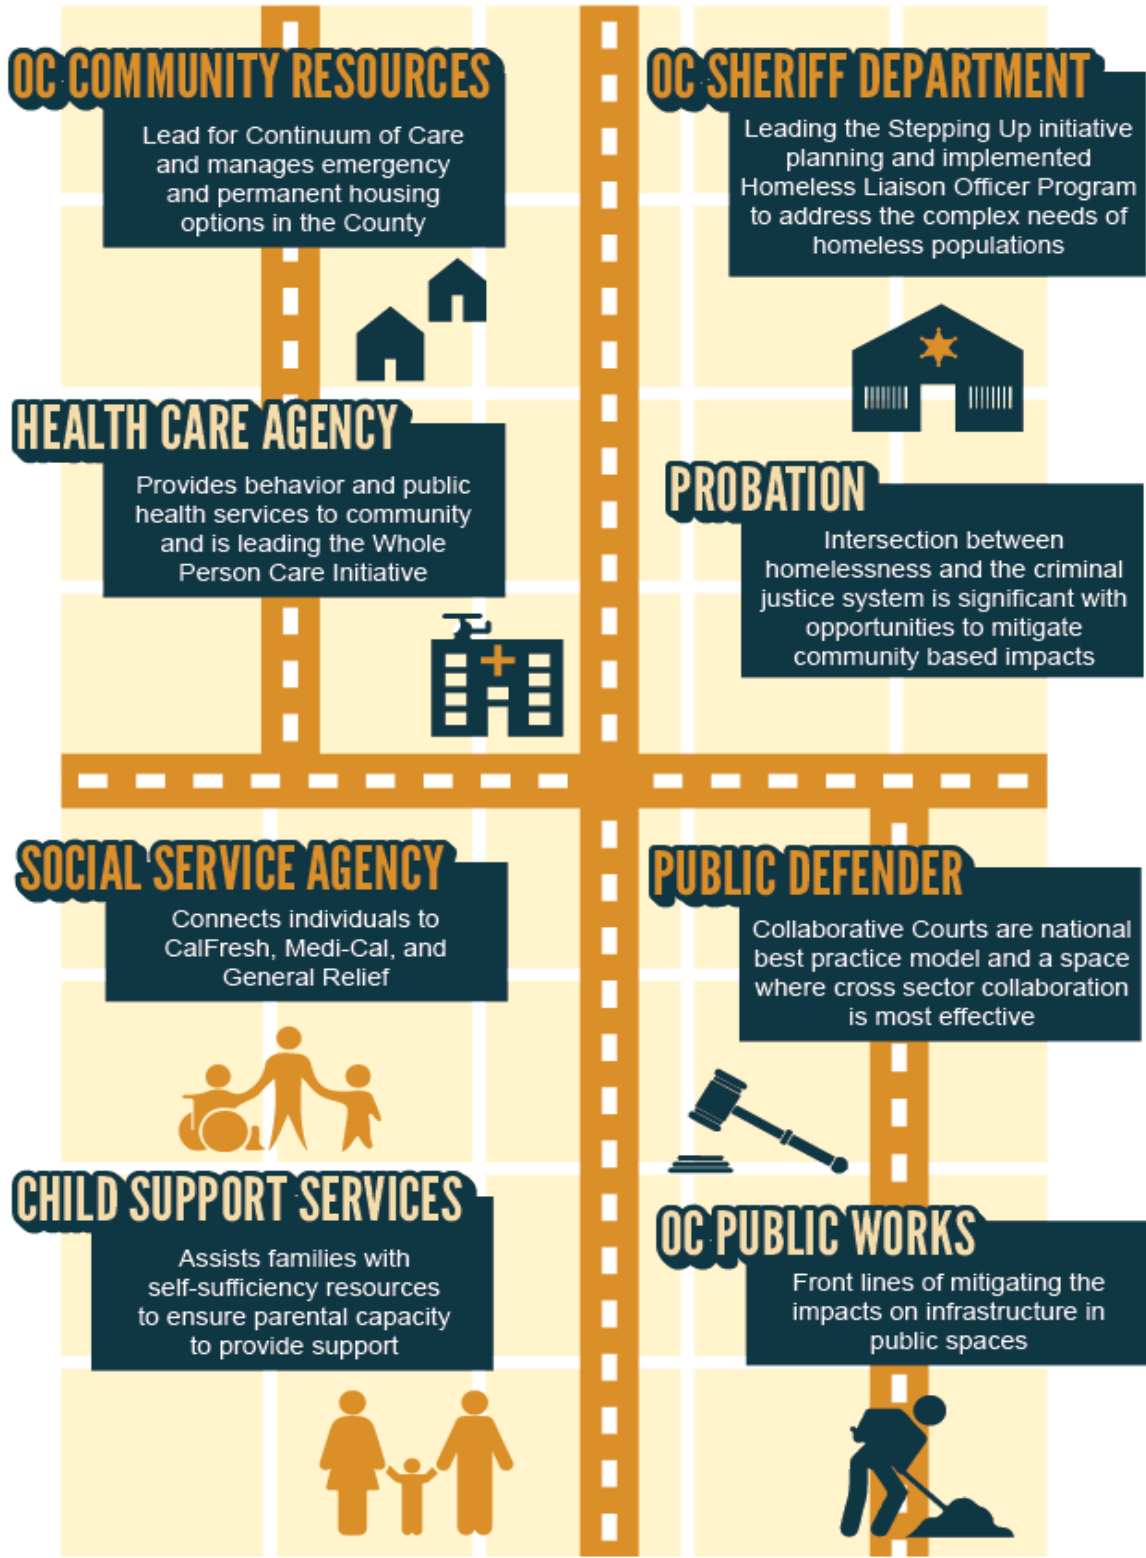 OC COMMUNITY RESOURCES
Lead for Continuum of Care
and manages emergency
and permanent housing
options in the County
HEALTH CARE AGENCY
Provides behavior and public
health services to community
and is leading the Whole
Person Care Initiative
SOCIAL SERVICE AGENCY
Connects individuals to
CalFresh, Medi-Cal, and
General Relief
CHILD SUPPORT SERVICES
Assists families with
self-sufficiency resources
to ensure parental capacity
to provide support
OC SHERIFF DEPARTMENT
Leading the Stepping Up initiative
planning and implemented
Homeless Liaison Officer Program
to address the complex needs of
homeless populations
PROBATION
Intersection between
homelessness and the criminal
justice system is significant with
opportunities to mitigate
community based impacts
PUBLIC DEFENDER
Collaborative Courts are national
best practice model and a space
where cross sector collaboration
is most effective
OC PUBLIC WORKS
Front lines of mitigating the
impacts on infrastructure in
public spaces